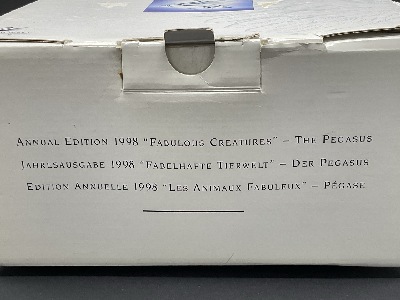 Annual Edition 1998 "Fabulous Creatures" – The Pegasus
Jahresausgabe 1998 "Fabelhafte Tierwelt" – Der Pegasus
Edition Annuelle 1998 "Les Animaux Fabuleux" – Pégase